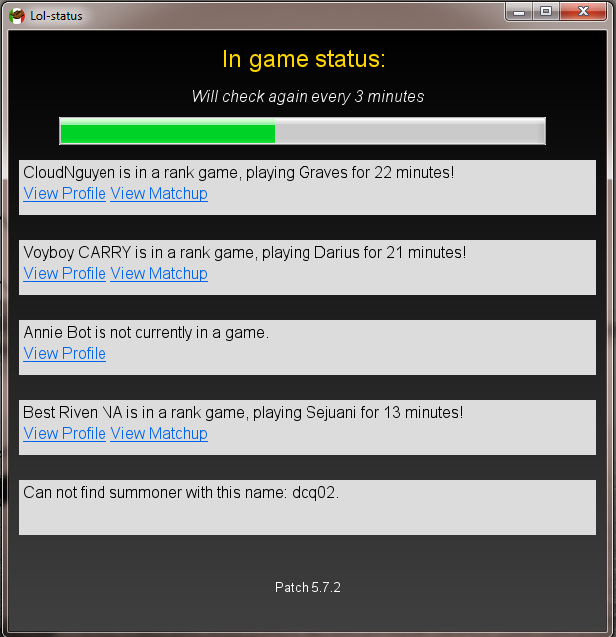 Lol-status
In game status:
Will check again every 3 minutes
CloudNguyen is in a rank game, playing Graves for 22 minutes!
View Profile View Matchup
Voyboy CARRY is in a rank game, playing Darius for 21 minutes!
View Profile View Matchup
Annie Bot is not currently in a game.
View Profile
Best Riven NA is in a rank game, playing Sejuani for 13 minutes!
View Profile View Matchup
Can not find summoner with this name: dcq02.
Patch 5.7.2